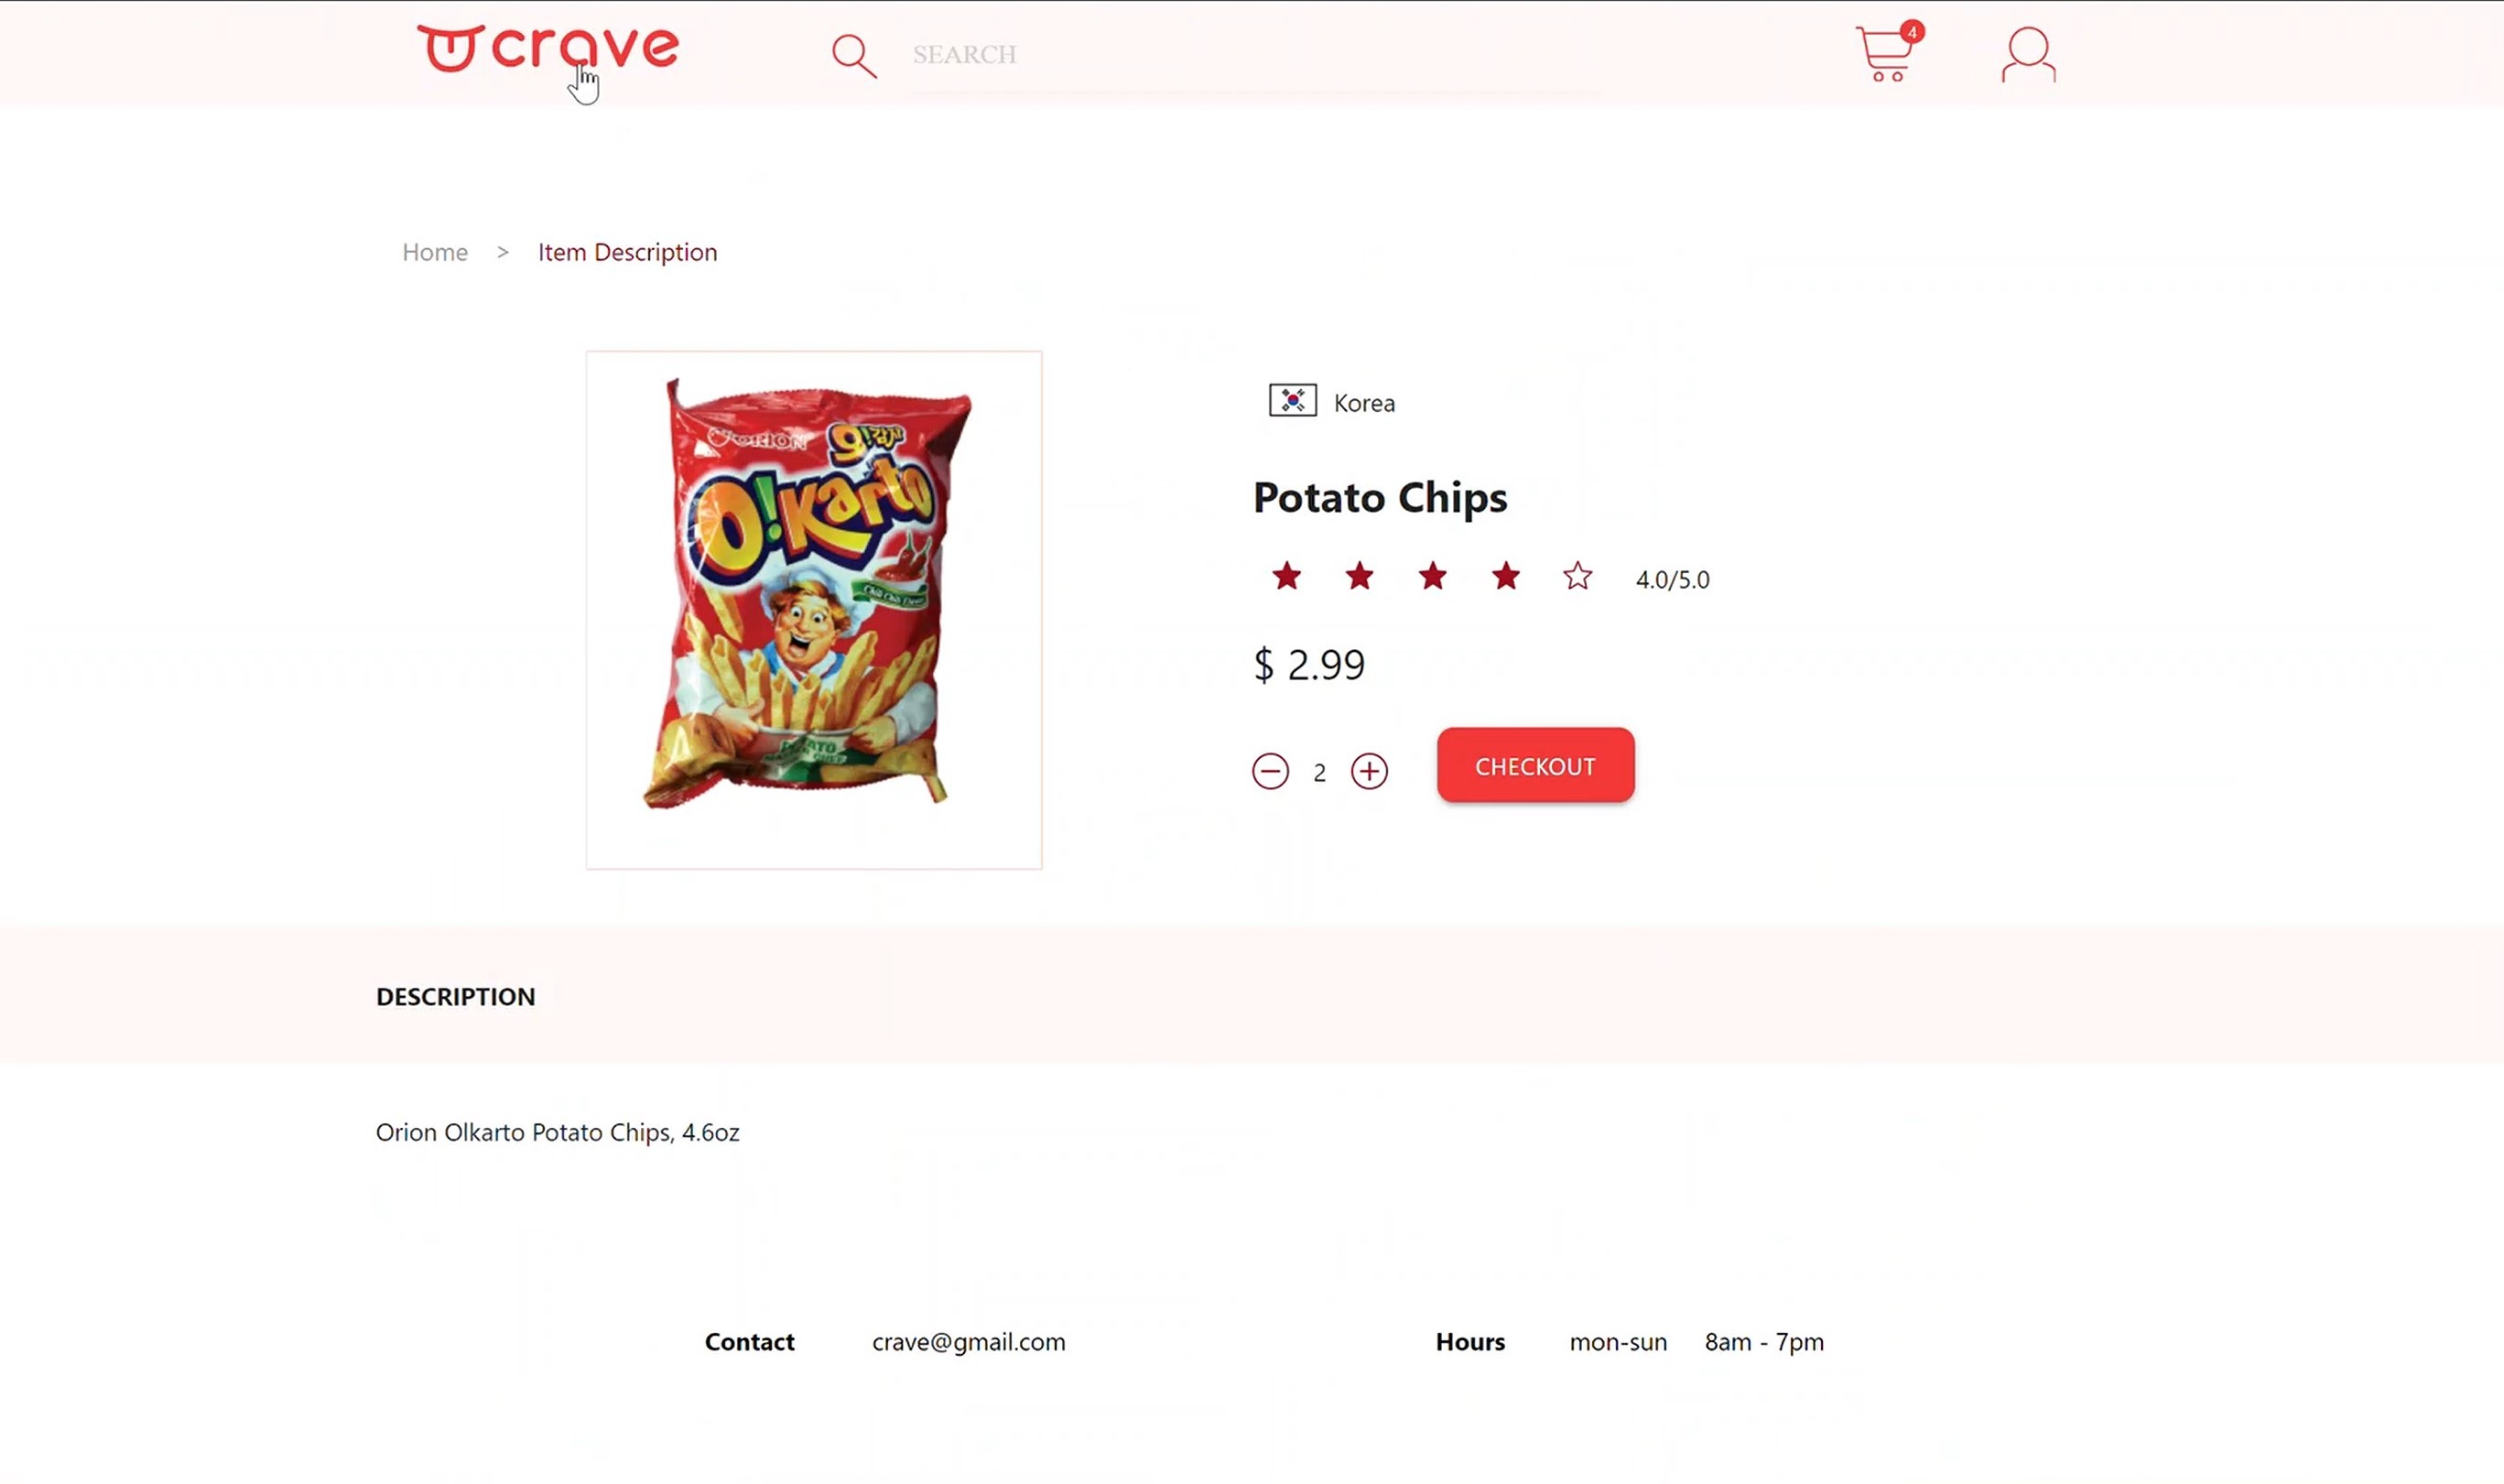 crave
SEARCH
4
Home > Item Description
ORION
오!감자
O!Karto
Korea
Potato Chips
4.0/5.0
$ 2.99
2
CHECKOUT
DESCRIPTION
Orion Olkarto Potato Chips, 4.6oz
Contact crave@gmail.com
Hours mon-sun 8am - 7pm